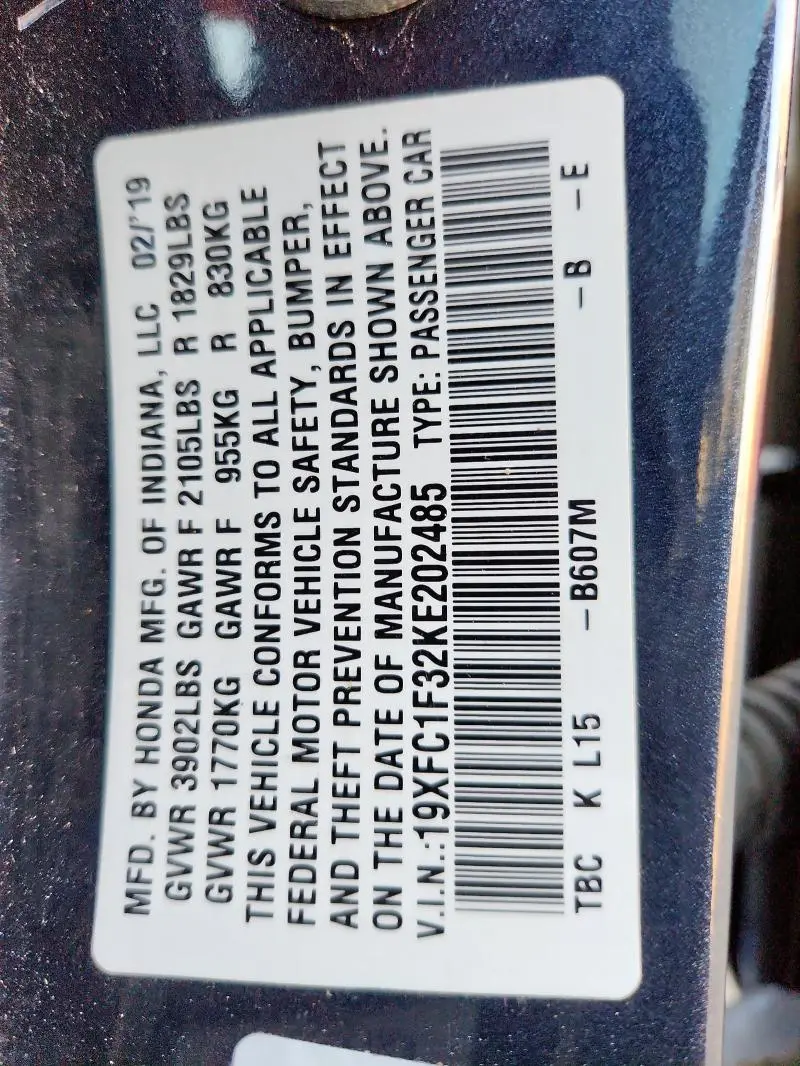 MFD. BY HONDA MFG. OF INDIANA, LLC 02/'19
GVWR 3902LBS GAWR F 2105LBS R 1829LBS
GVWR 1770KG GAWR F 955KG R 830KG
THIS VEHICLE CONFORMS TO ALL APPLICABLE
FEDERAL MOTOR VEHICLE SAFETY, BUMPER,
AND THEFT PREVENTION STANDARDS IN EFFECT
ON THE DATE OF MANUFACTURE SHOWN ABOVE.
V.I.N.:19XFC1F32KE202485 TYPE: PASSENGER CAR
TBC K L15 –B607M –B –E